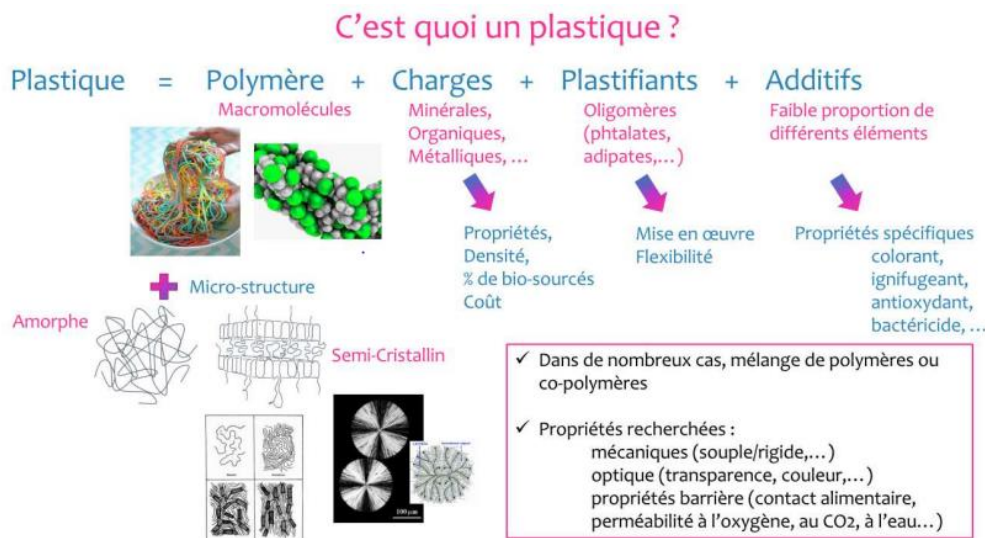 C'est quoi un plastique ?
Plastique = Polymère + Charges + Plastifiants + Additifs
Macromolécules
Minérales,
Organiques,
Métalliques, ...
Oligomères
(phtalates,
adipates,...)
Faible proportion de
différents éléments
Propriétés,
Densité,
% de bio-sourcés
Coût
Mise en œuvre
Flexibilité
Propriétés spécifiques
colorant,
ignifugeant,
antioxydant,
bactéricide, ...
Micro-structure
Amorphe
Semi-Cristallin
100 µm
✓ Dans de nombreux cas, mélange de polymères ou
co-polymères
✓ Propriétés recherchées :
mécaniques (souple/rigide,...)
optique (transparence, couleur,...)
propriétés barrière (contact alimentaire,
perméabilité à l'oxygène, au CO2, à l'eau...)